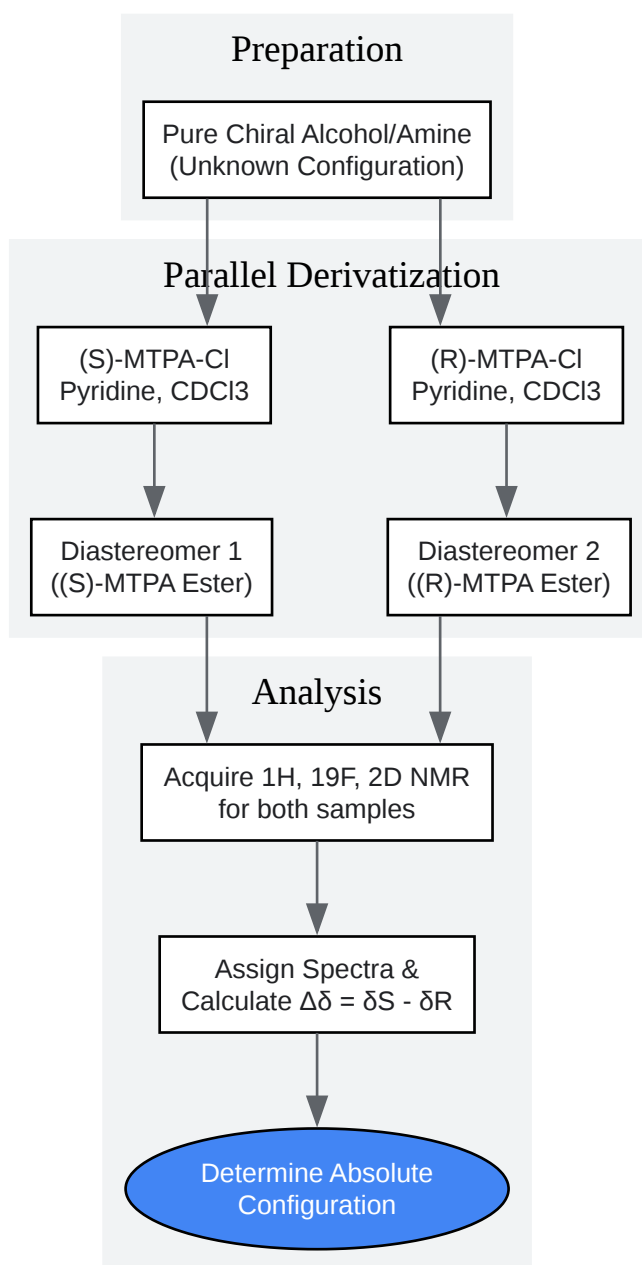 Preparation
Pure Chiral Alcohol/Amine
(Unknown Configuration)
Parallel Derivatization
(S)-MTPA-Cl
Pyridine, CDCl3
(R)-MTPA-Cl
Pyridine, CDCl3
Diastereomer 1
((S)-MTPA Ester)
Diastereomer 2
((R)-MTPA Ester)
Analysis
Acquire 1H, 19F, 2D NMR
for both samples
Assign Spectra &
Calculate Δδ = δS - δR
Determine Absolute
Configuration